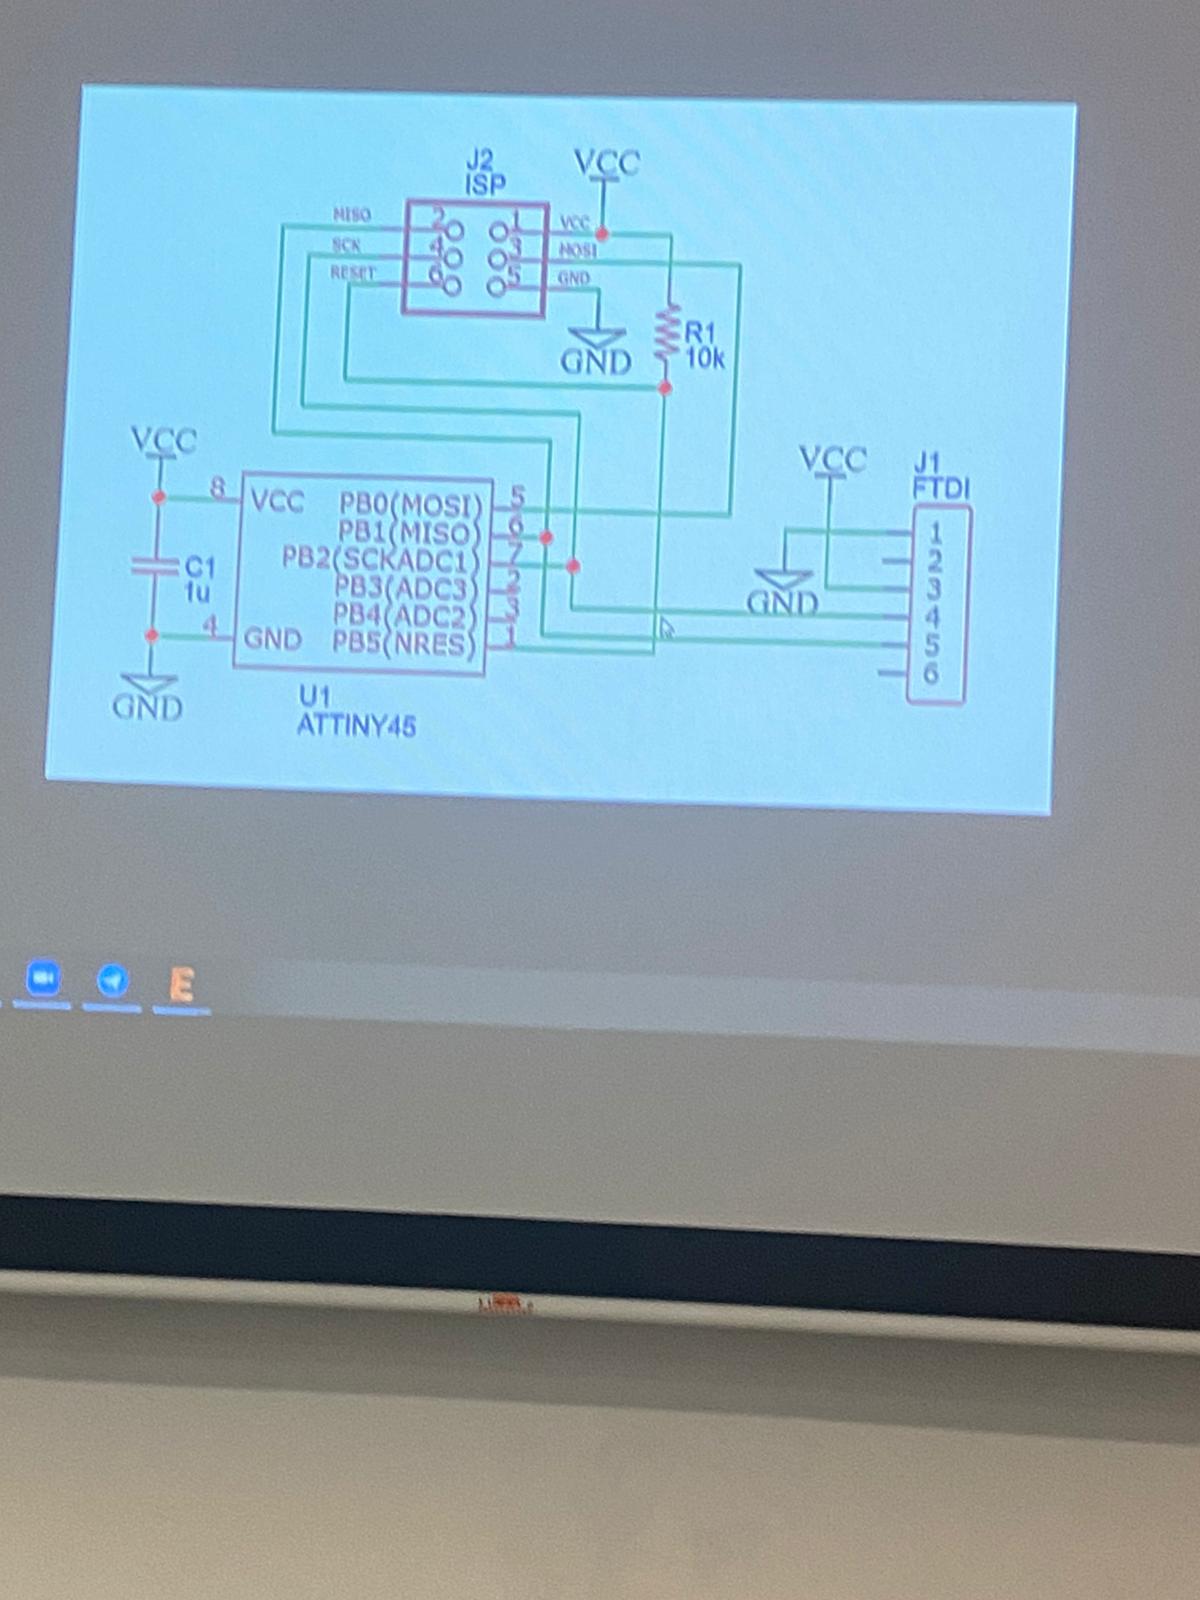 J2
ISP
VCC
MISO
2
1
VCC
SCK
4
3
MOSI
RESET
6
5
GND
GND
R1
10k
VCC
8
VCC
PB0(MOSI)
5
PB1(MISO)
6
PB2(SCKADC1)
7
PB3(ADC3)
2
PB4(ADC2)
3
4
GND
PB5(NRES)
1
C1
1u
GND
U1
ATTINY45
VCC
J1
FTDI
1
2
3
GND
4
5
6
E